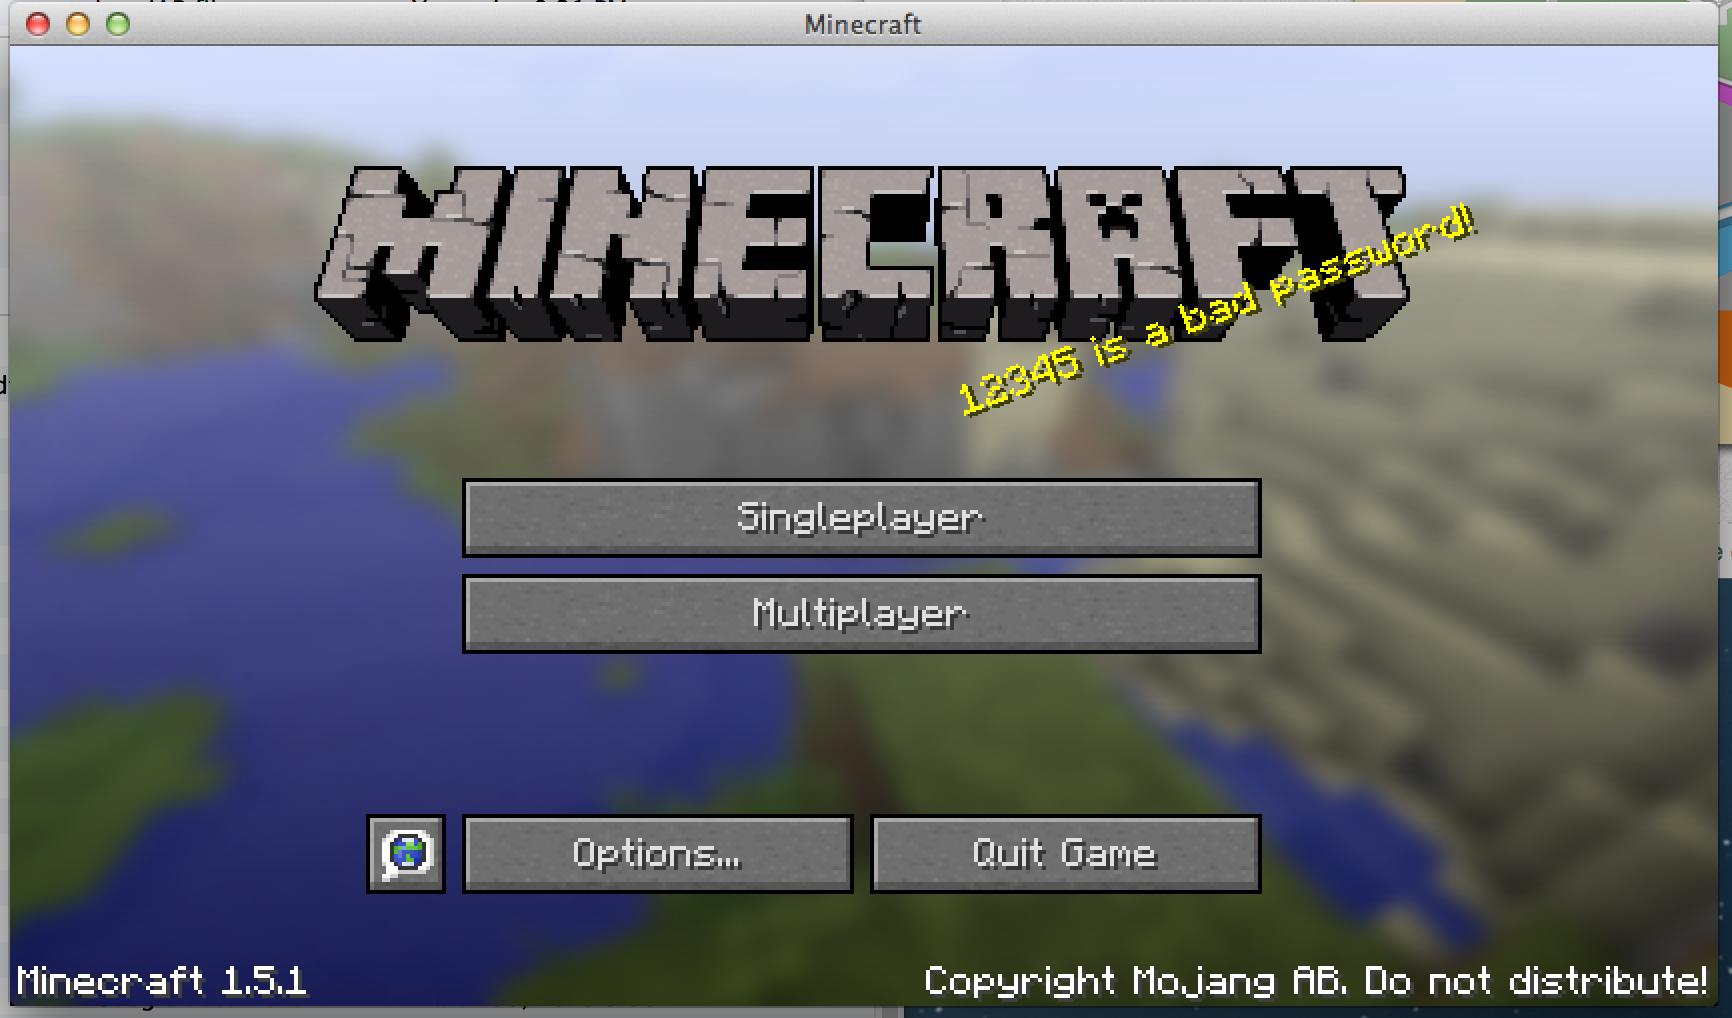 Minecraft
MINECRAFT
12345 is a bad password!
Singleplayer
Multiplayer
Options...
Quit Game
Minecraft 1.5.1
Copyright Mojang AB. Do not distribute!